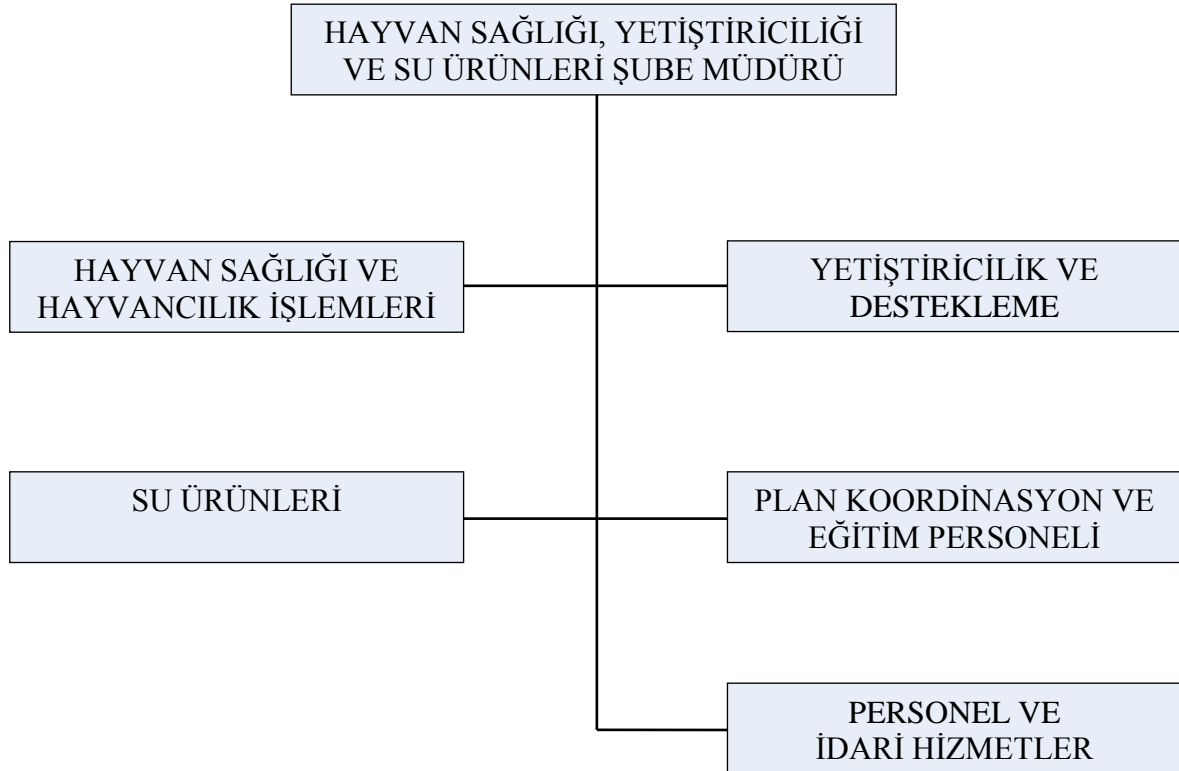 HAYVAN SAĞLIĞI, YETİŞTİRİCİLİĞİ
VE SU ÜRÜNLERİ ŞUBE MÜDÜRÜ
HAYVAN SAĞLIĞI VE
HAYVANCILIK İŞLEMLERİ
YETİŞTİRİCİLİK VE
DESTEKLEME
SU ÜRÜNLERİ
PLAN KOORDİNASYON VE
EĞİTİM PERSONELİ
PERSONEL VE
İDARİ HİZMETLER